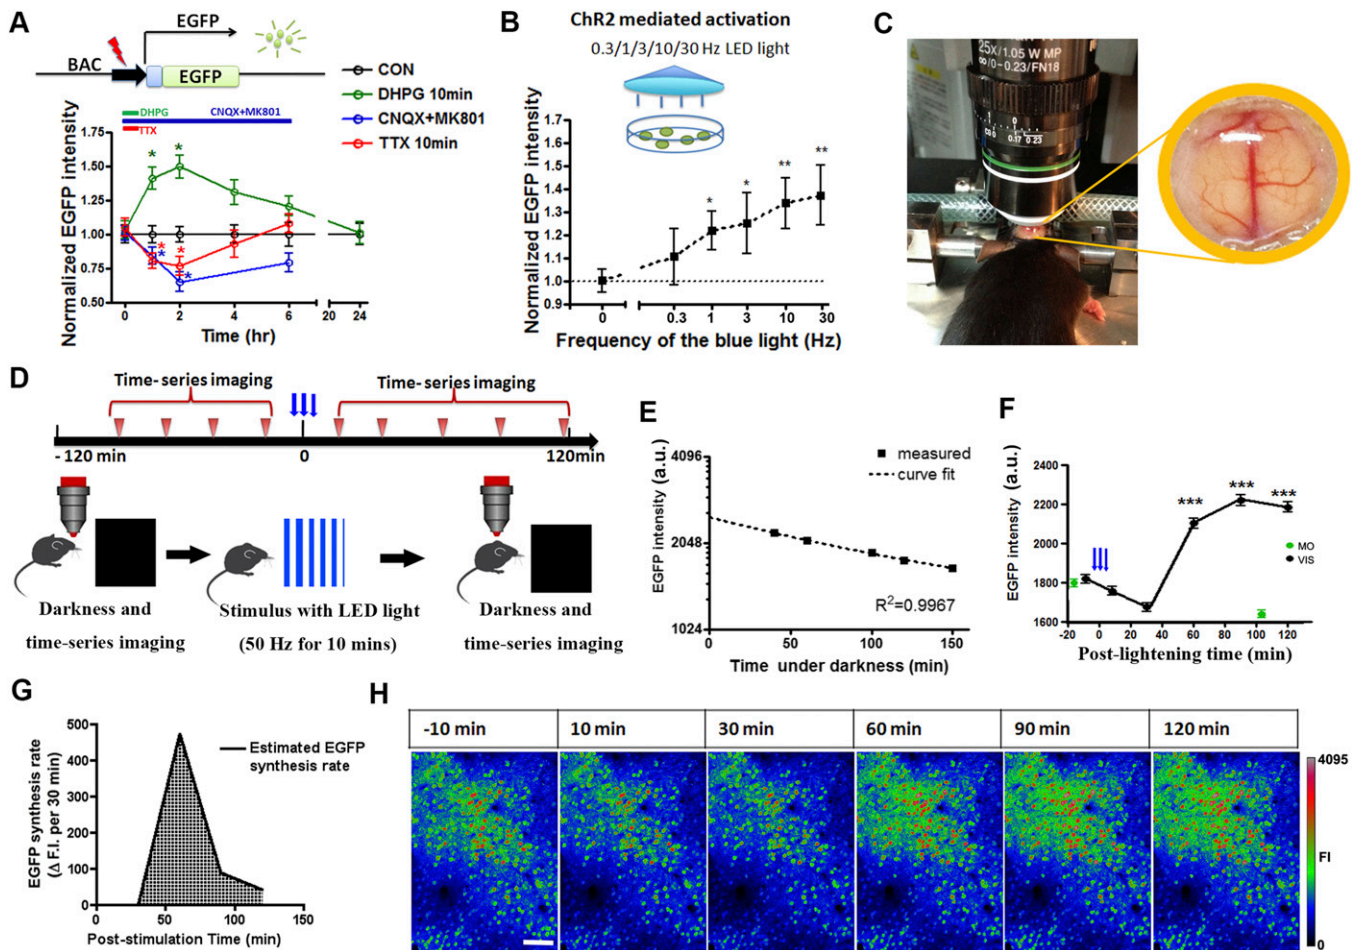 A
EGFP
BAC
EGFP
CON
DHPG 10min
CNQX+MK801
TTX 10min
DHPG
CNQX+MK801
TTX
Normalized EGFP intensity
1.75
1.50
1.25
1.00
0.75
0.50
0 2 4 6 20 24
Time (hr)
* * * * * *
B
ChR2 mediated activation
0.3/1/3/10/30 Hz LED light
Normalized EGFP intensity
1.7
1.6
1.5
1.4
1.3
1.2
1.1
1.0
0.9
* * ** **
0 0.3 1 3 10 30
Frequency of the blue light (Hz)
C
25X/1.05 W MP
∞/0-0.23/FN18
0.17 0.23
D
Time- series imaging
Time- series imaging
- 120 min 0 120min
Darkness and
time-series imaging
Stimulus with LED light
(50 Hz for 10 mins)
Darkness and
time-series imaging
E
EGFP intensity (a.u.)
4096
2048
1024
measured
curve fit
R²=0.9967
0 50 100 150
Time under darkness (min)
F
EGFP intensity (a.u.)
2400
2200
2000
1800
1600
*** *** ***
MO
VIS
-20 0 20 40 60 80 100 120
Post-lightening time (min)
G
EGFP synthesis rate
(Δ F.I. per 30 min)
500
400
300
200
100
0
Estimated EGFP
synthesis rate
0 50 100 150
Post-stimulation Time (min)
H
-10 min 10 min 30 min 60 min 90 min 120 min
4095
FI
0